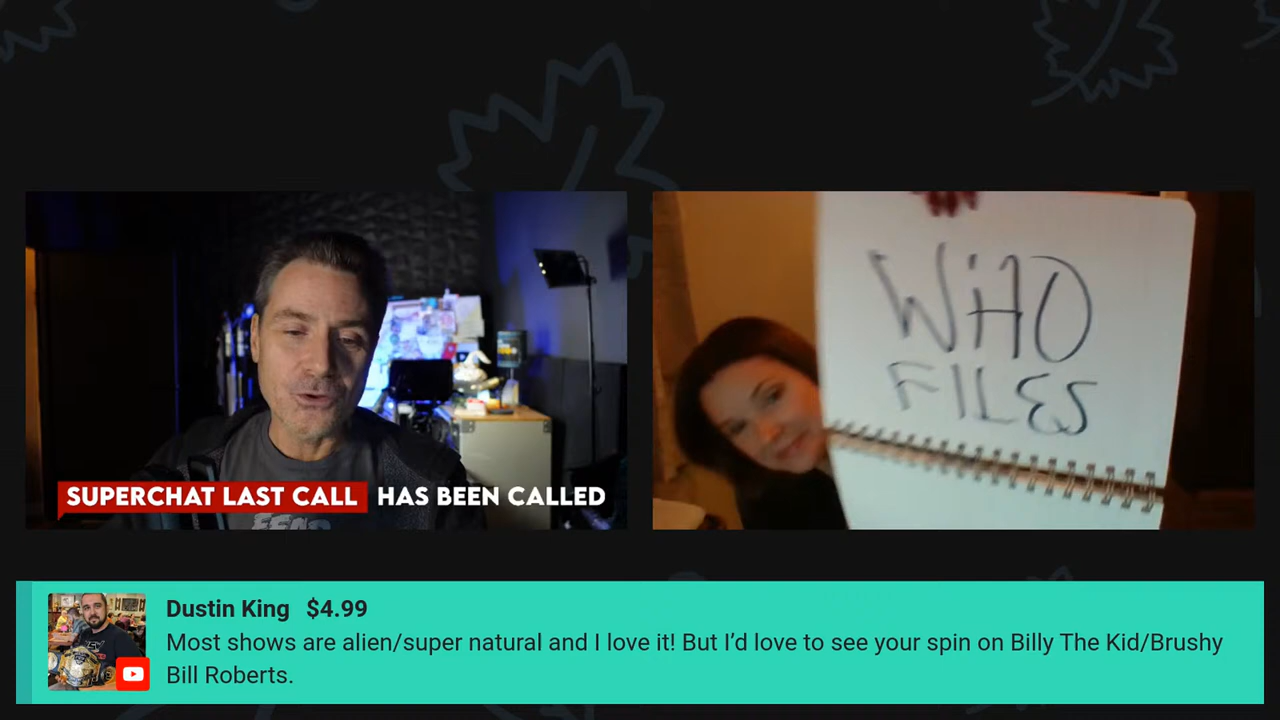 WHO
FILES
SUPERCHAT LAST CALL HAS BEEN CALLED
Dustin King $4.99
Most shows are alien/super natural and I love it! But I’d love to see your spin on Billy The Kid/Brushy
Bill Roberts.